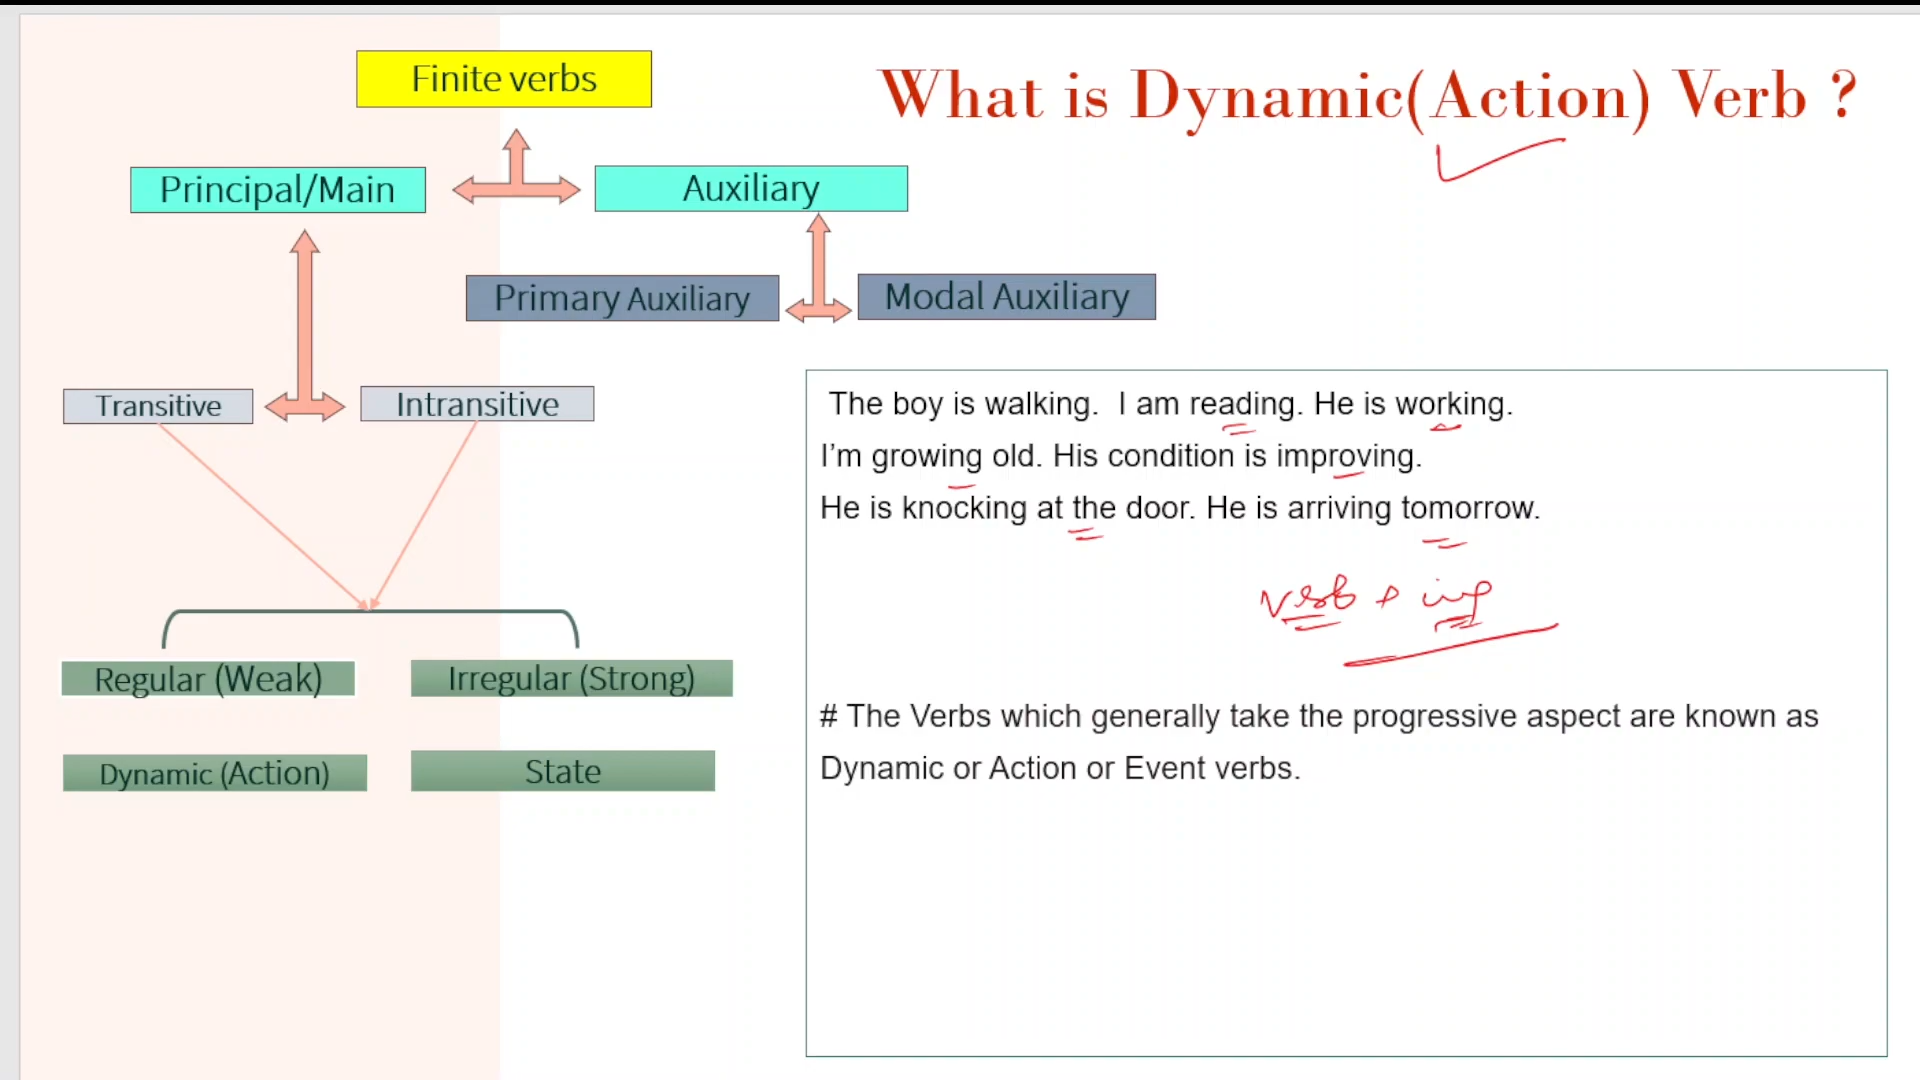 Finite verbs
What is Dynamic(Action) Verb ?
Principal/Main
Auxiliary
Primary Auxiliary
Modal Auxiliary
Transitive
Intransitive
The boy is walking. I am reading. He is working.
I’m growing old. His condition is improving.
He is knocking at the door. He is arriving tomorrow.
verb + ing
Regular (Weak)
Irregular (Strong)
# The Verbs which generally take the progressive aspect are known as
Dynamic or Action or Event verbs.
Dynamic (Action)
State